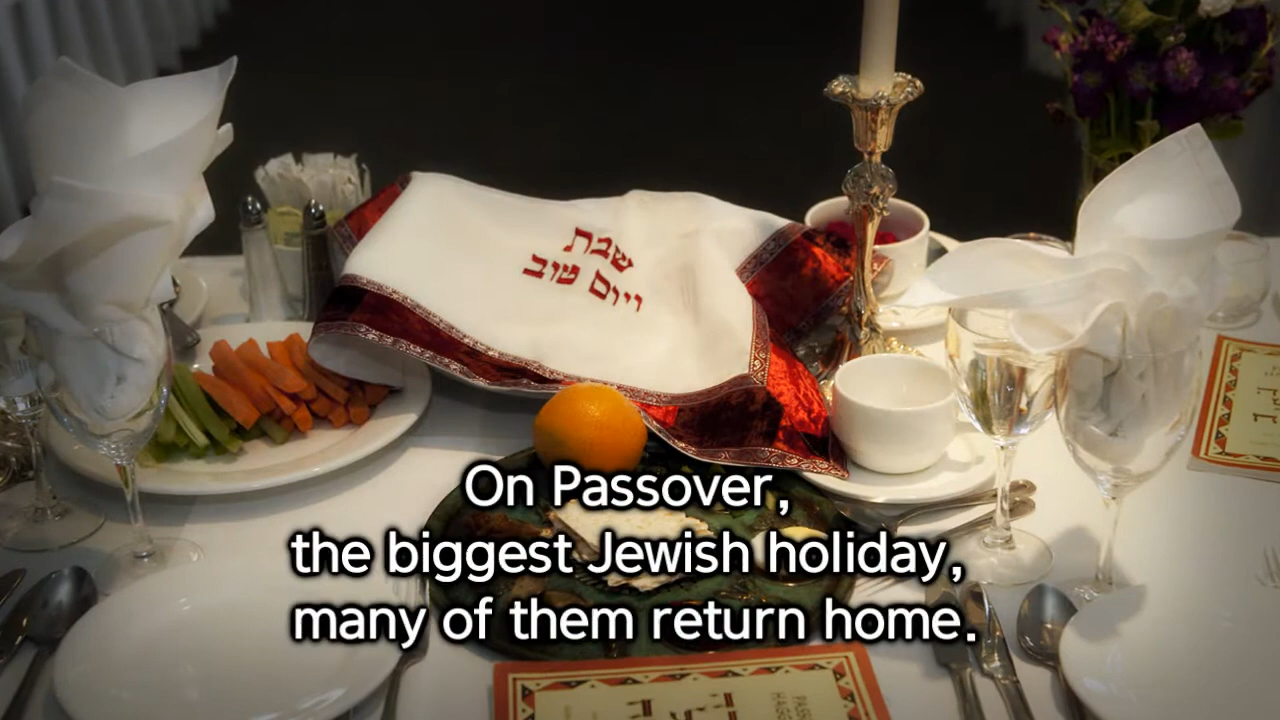 שבת
ויום טוב
On Passover,
the biggest Jewish holiday,
many of them return home.